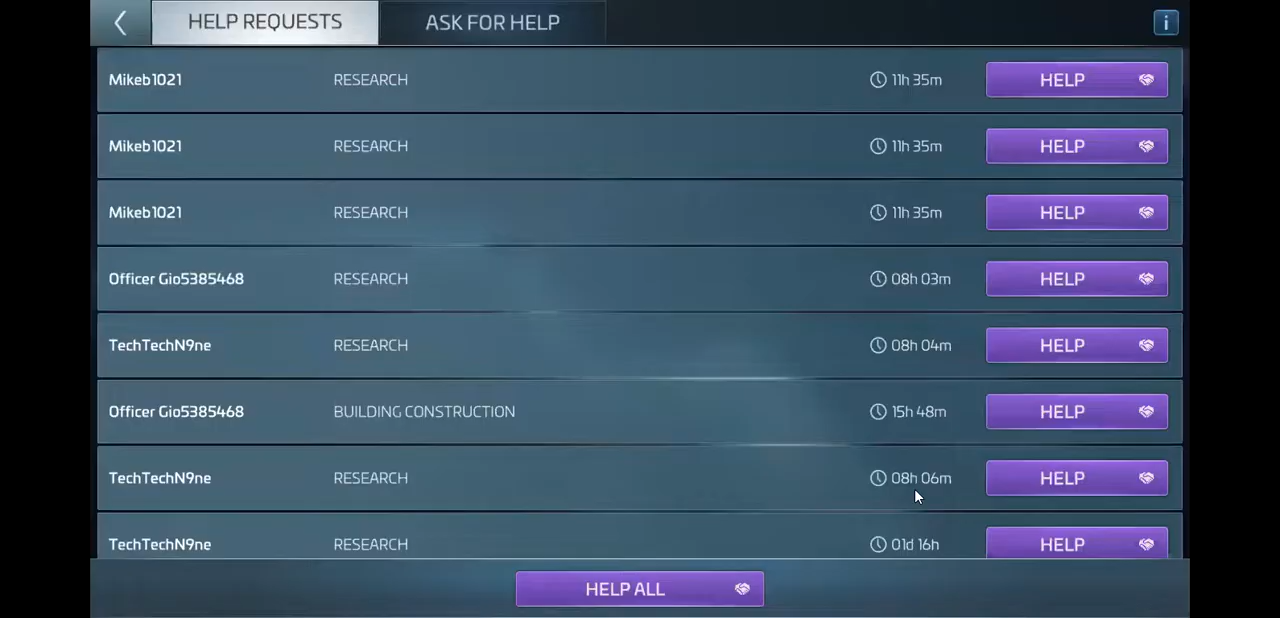 HELP REQUESTS ASK FOR HELP i
Mikeb1021 RESEARCH 11h 35m HELP
Mikeb1021 RESEARCH 11h 35m HELP
Mikeb1021 RESEARCH 11h 35m HELP
Officer Gio5385468 RESEARCH 08h 03m HELP
TechTechN9ne RESEARCH 08h 04m HELP
Officer Gio5385468 BUILDING CONSTRUCTION 15h 48m HELP
TechTechN9ne RESEARCH 08h 06m HELP
TechTechN9ne RESEARCH 01d 16h HELP
HELP ALL